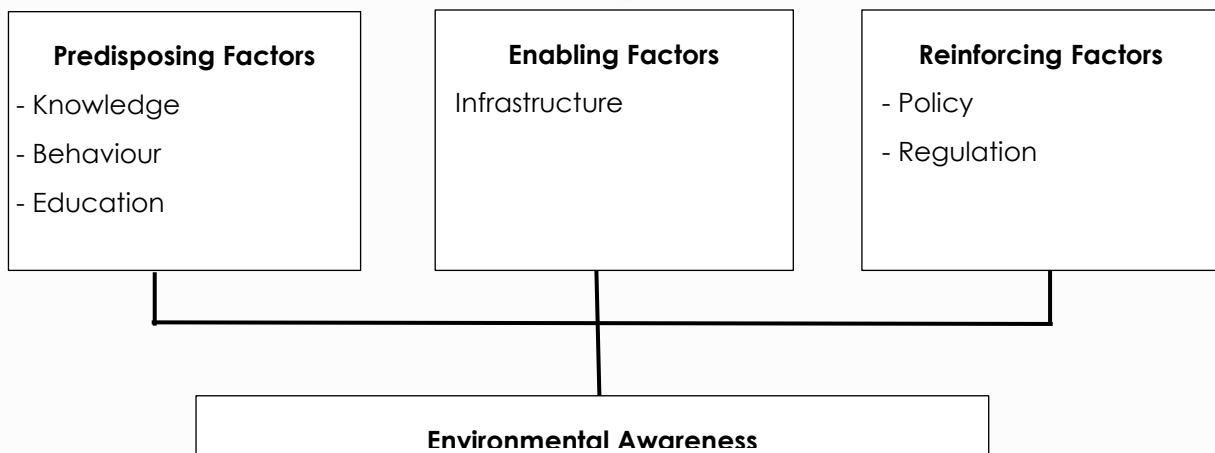 Predisposing Factors
- Knowledge
- Behaviour
- Education
Enabling Factors
Infrastructure
Reinforcing Factors
- Policy
- Regulation
Environmental Awareness